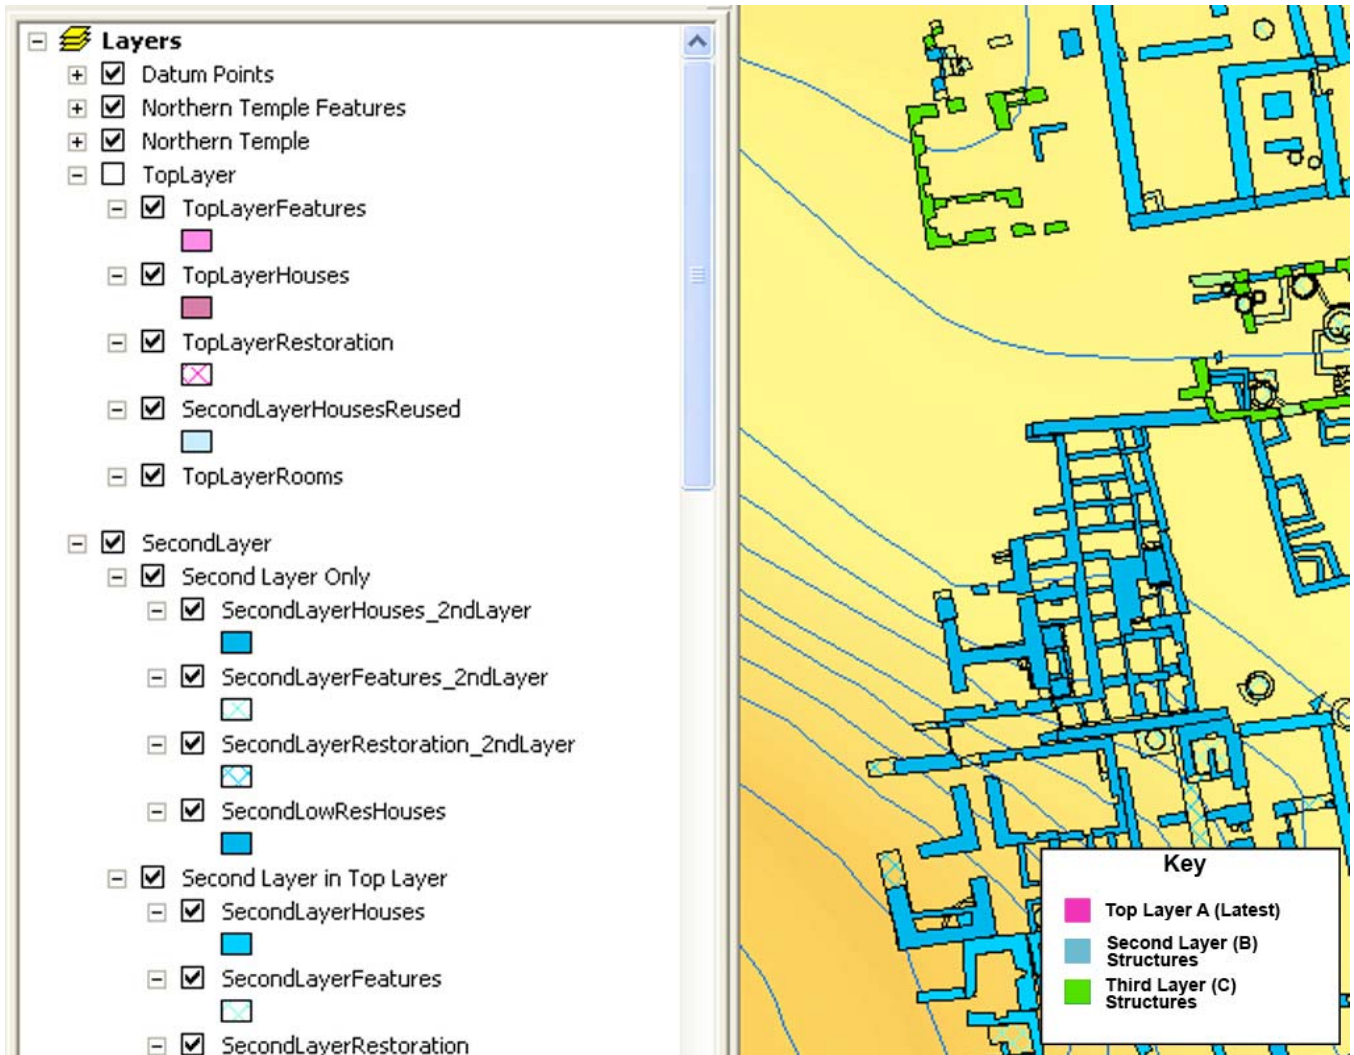 Layers
Datum Points
Northern Temple Features
Northern Temple
TopLayer
TopLayerFeatures
TopLayerHouses
TopLayerRestoration
SecondLayerHousesReused
TopLayerRooms
SecondLayer
Second Layer Only
SecondLayerHouses_2ndLayer
SecondLayerFeatures_2ndLayer
SecondLayerRestoration_2ndLayer
SecondLowResHouses
Second Layer in Top Layer
SecondLayerHouses
SecondLayerFeatures
SecondLayerRestoration
Key
Top Layer A (Latest)
Second Layer (B)
Structures
Third Layer (C)
Structures